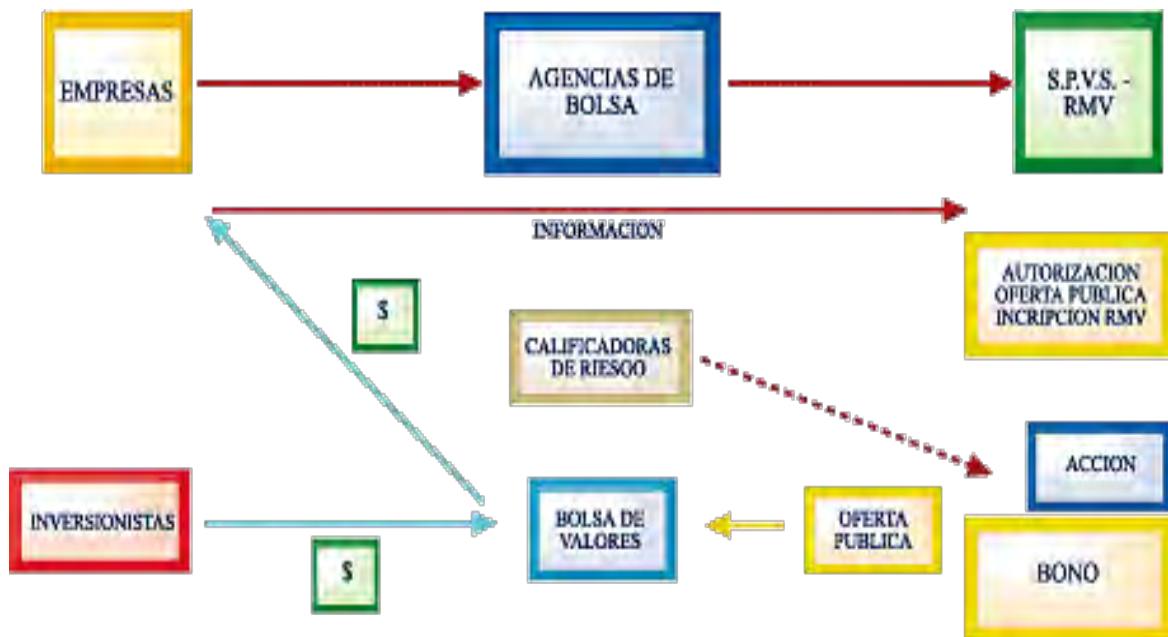 EMPRESAS
AGENCIAS DE
BOLSA
S.P.V.S. -
RMV
INFORMACION
$
AUTORIZACION
OFERTA PUBLICA
INCRIPCION RMV
CALIFICADORAS
DE RIESGO
ACCION
INVERSIONISTAS
BOLSA DE
VALORES
OFERTA
PUBLICA
BONO
$